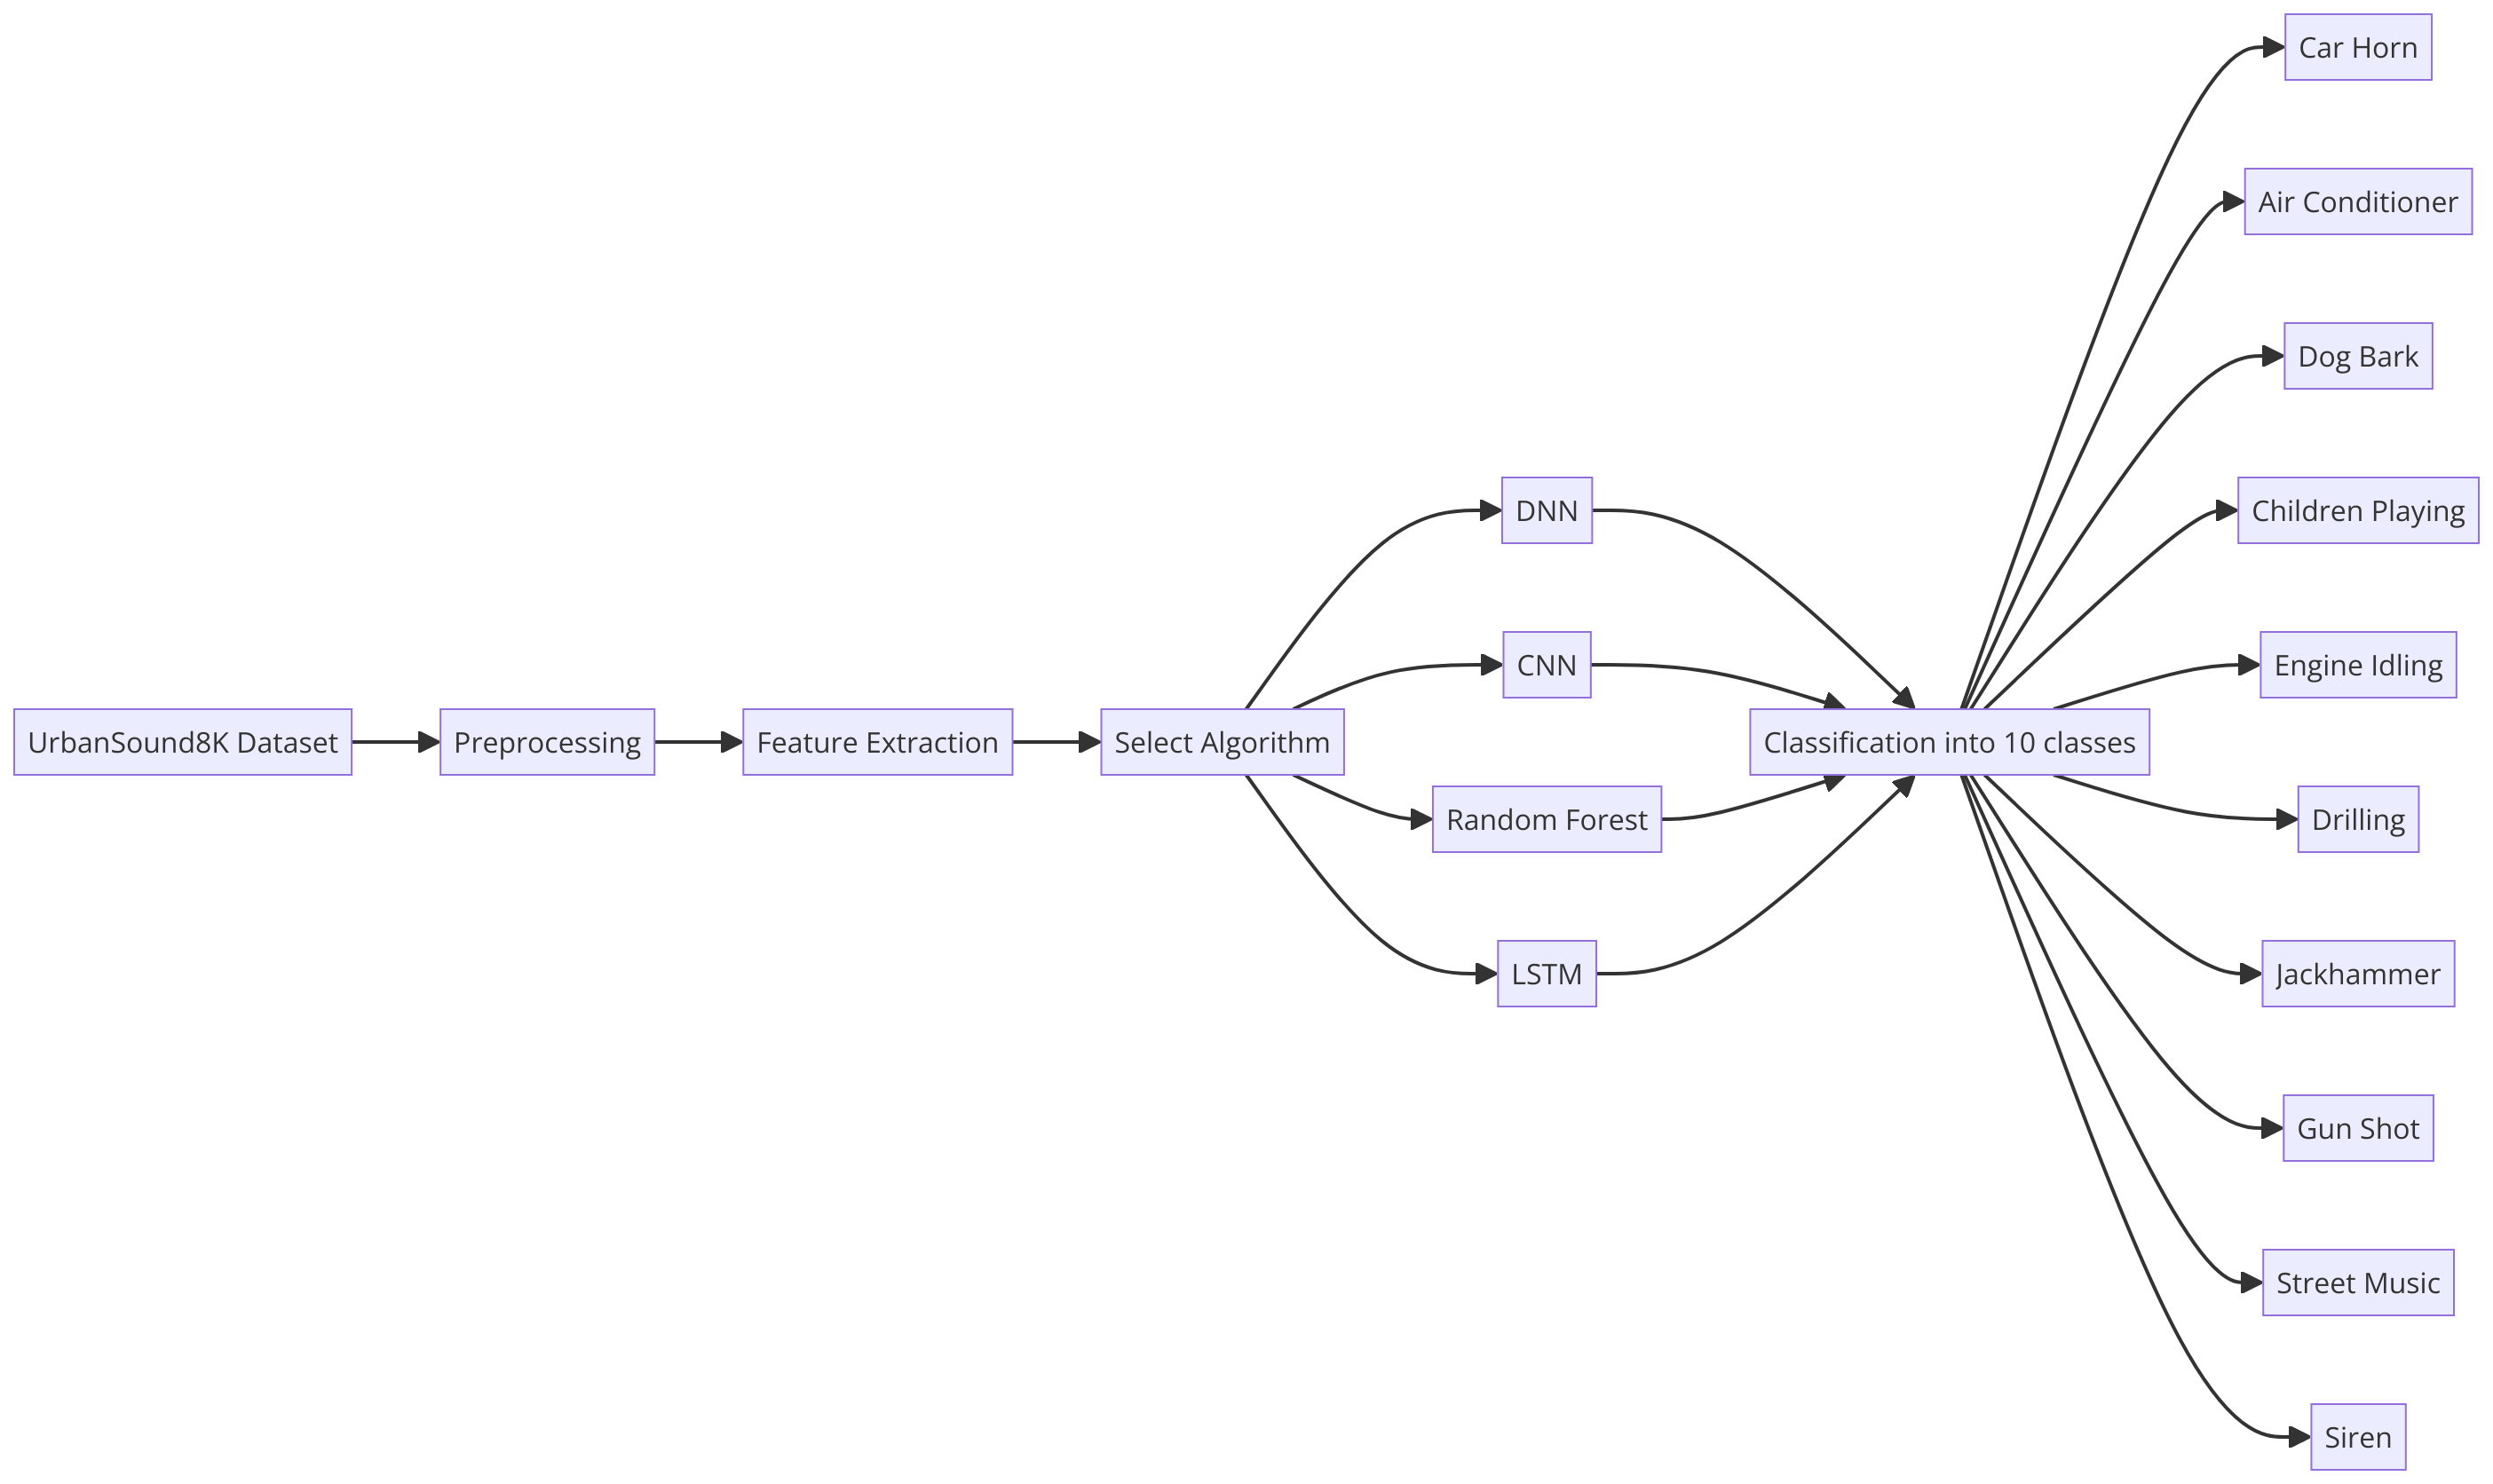 UrbanSound8K Dataset
Preprocessing
Feature Extraction
Select Algorithm
DNN
CNN
Random Forest
LSTM
Classification into 10 classes
Car Horn
Air Conditioner
Dog Bark
Children Playing
Engine Idling
Drilling
Jackhammer
Gun Shot
Street Music
Siren